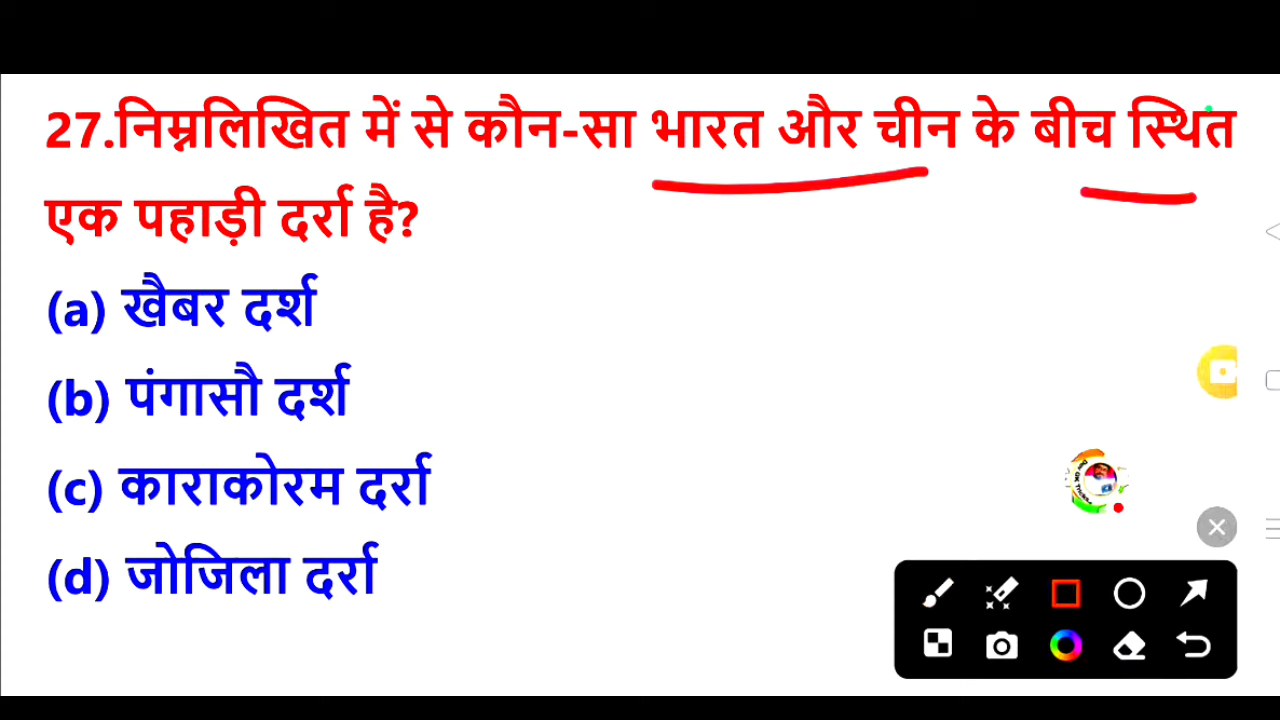 27.निम्नलिखित में से कौन-सा भारत और चीन के बीच स्थित
एक पहाड़ी दर्रा है?
(a) खैबर दर्श
(b) पंगासौ दर्श
(c) काराकोरम दर्रा
(d) जोजिला दर्रा